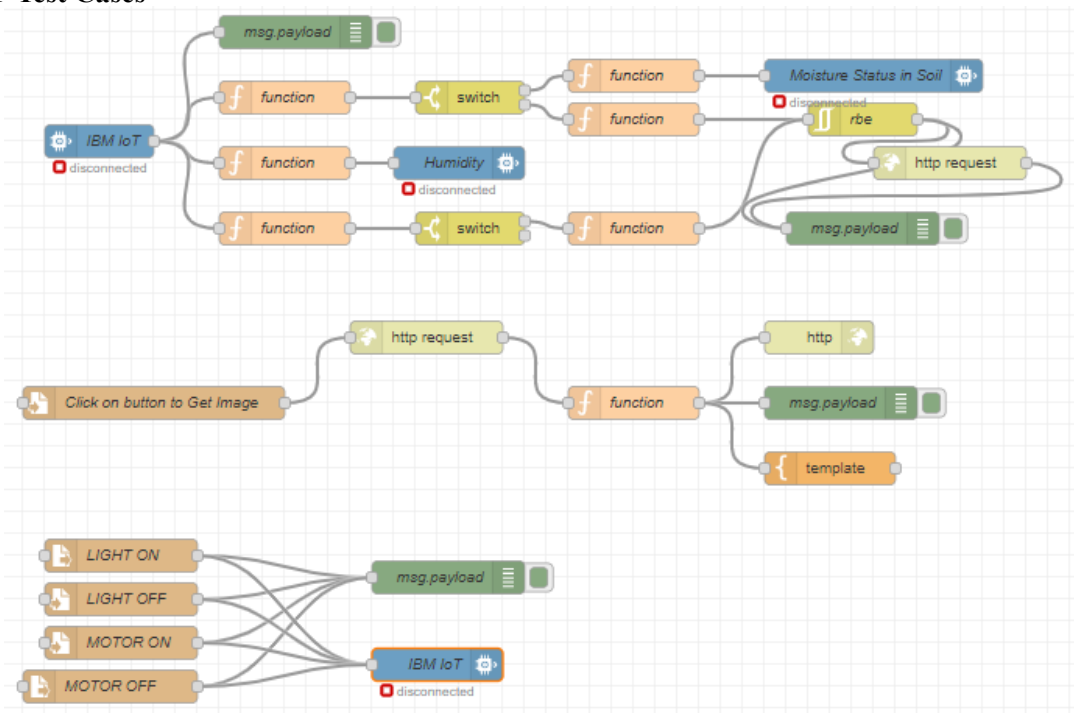 Test Cases
msg.payload
function
Moisture Status in Soil
function
switch
disconnected
function
rbe
IBM IoT
disconnected
function
Humidity
http request
disconnected
function
switch
function
msg.payload
http request
http
Click on button to Get Image
function
msg.payload
template
LIGHT ON
msg.payload
LIGHT OFF
MOTOR ON
IBM IoT
MOTOR OFF
disconnected